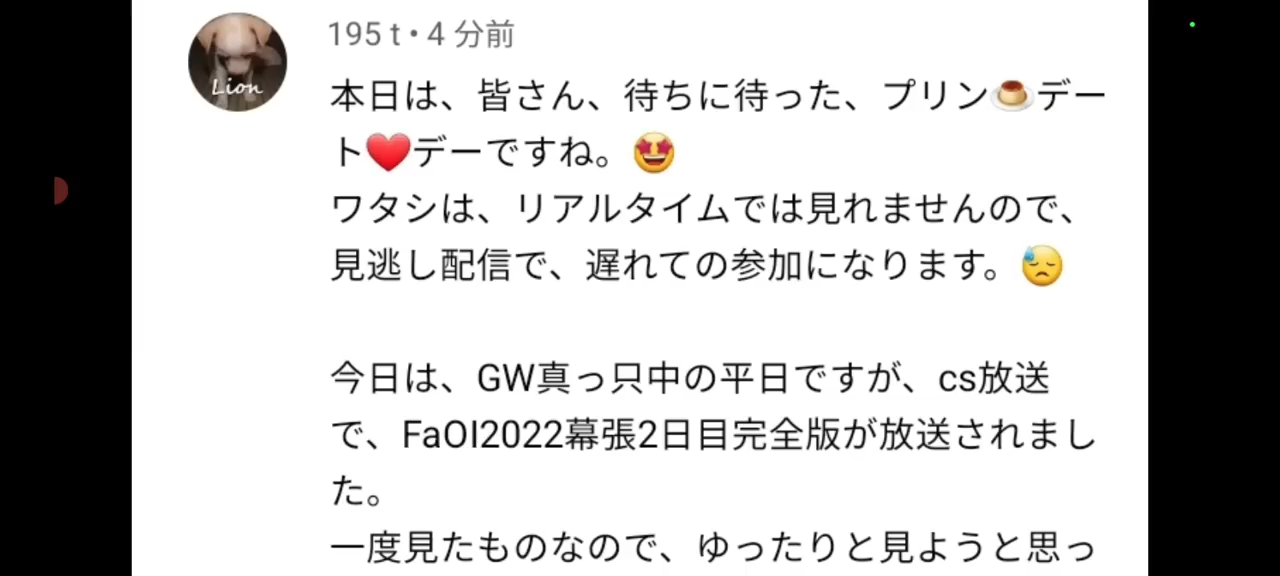 Lion
195 t • 4 分前
本日は、皆さん、待ちに待った、プリン🍮デー
ト❤️デーですね。🤩
ワタシは、リアルタイムでは見れませんので、
見逃し配信で、遅れての参加になります。😓
今日は、GW真っ只中の平日ですが、cs放送
で、FaOI2022幕張2日目完全版が放送されまし
た。
一度見たものなので、ゆったりと見ようと思っ